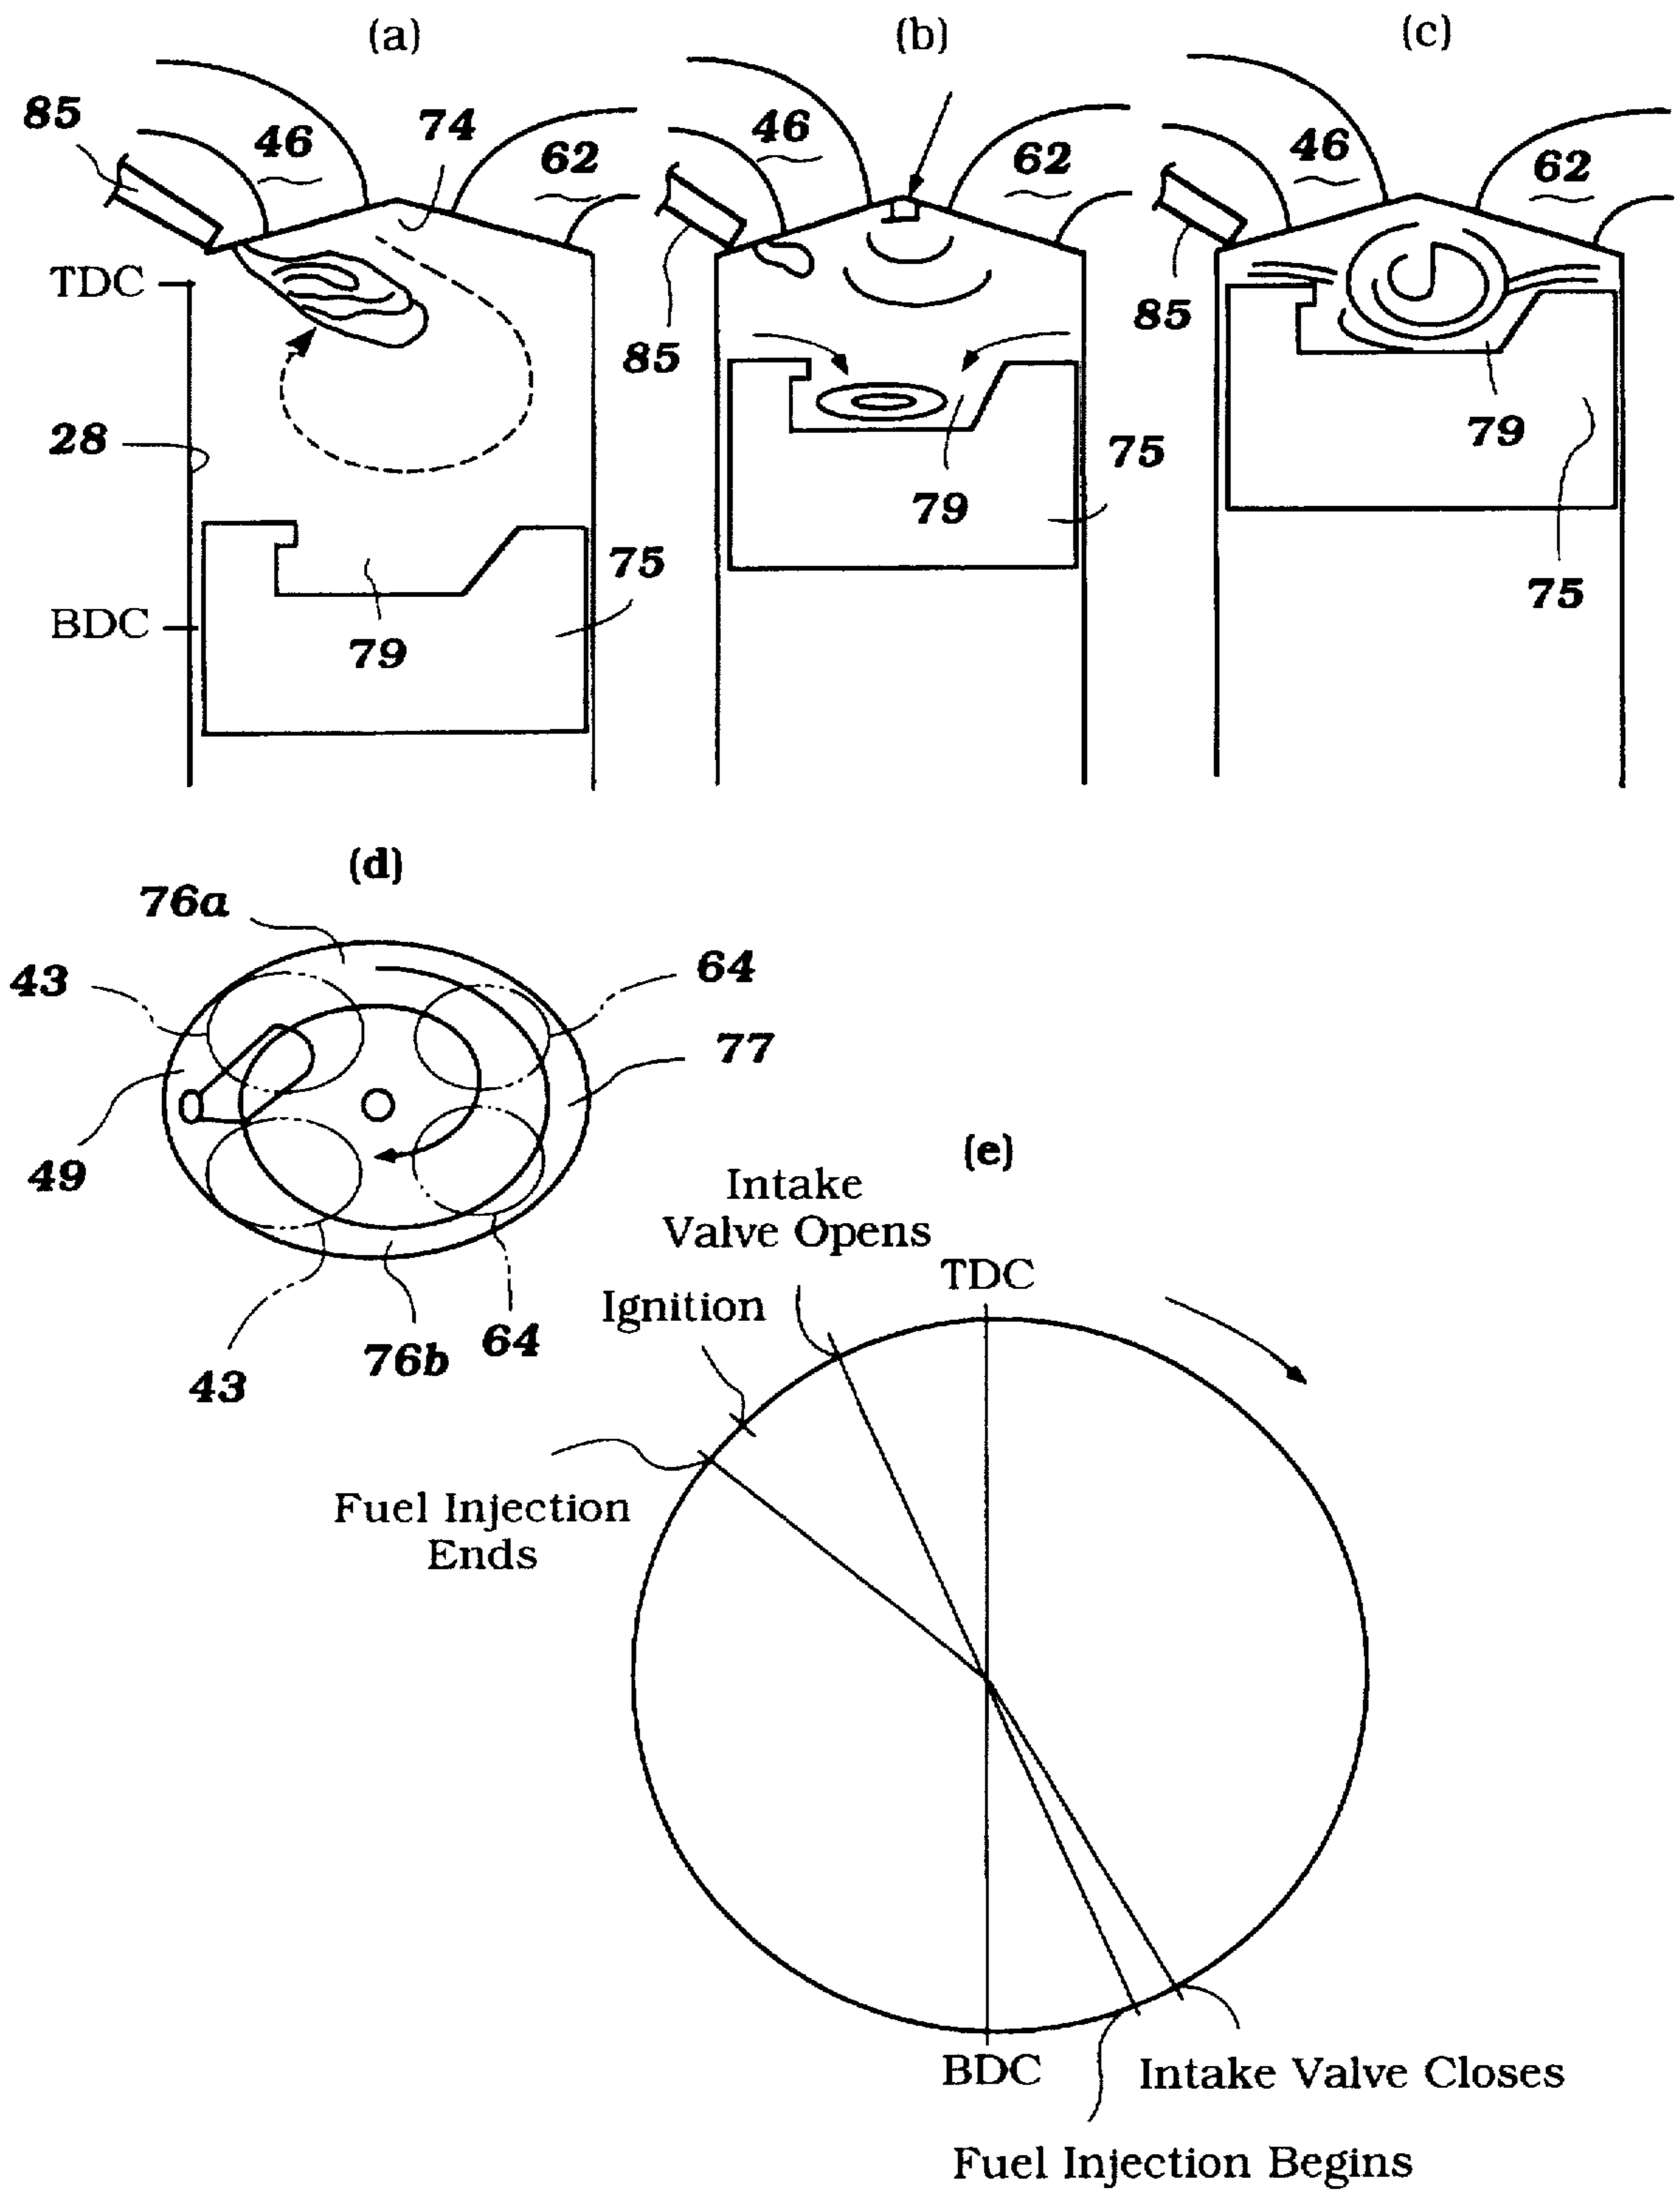 (a)
(b)
(c)
85
46
74
62
46
62
46
62
TDC
85
85
28
75
79
79
75
BDC
79
75
(d)
76a
43
64
77
49
43
76b
64
(e)
Intake
Valve Opens
TDC
Ignition
Fuel Injection
Ends
BDC
Intake Valve Closes
Fuel Injection Begins